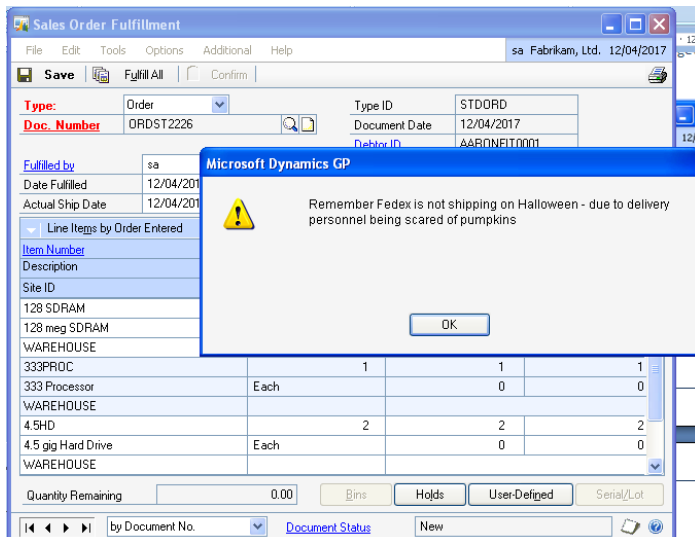 Sales Order Fulfillment
File Edit Tools Options Additional Help sa Fabrikam, Ltd. 12/04/2017
Save Fulfill All Confirm
Type: Order Type ID STDORD
Doc. Number ORDST2226 Document Date 12/04/2017
Debtor ID AARONFIT0001
Fulfilled by sa
Date Fulfilled 12/04/201
Actual Ship Date 12/04/201
Microsoft Dynamics GP
Remember Fedex is not shipping on Halloween - due to delivery
personnel being scared of pumpkins
OK
Line Items by Order Entered
Item Number
Description
Site ID
128 SDRAM
128 meg SDRAM
WAREHOUSE
333PROC 1 1 1
333 Processor Each 0 0
WAREHOUSE
4.5HD 2 2 2
4.5 gig Hard Drive Each 0 0
WAREHOUSE
Quantity Remaining 0.00 Bins Holds User-Defined Serial/Lot
by Document No. Document Status New